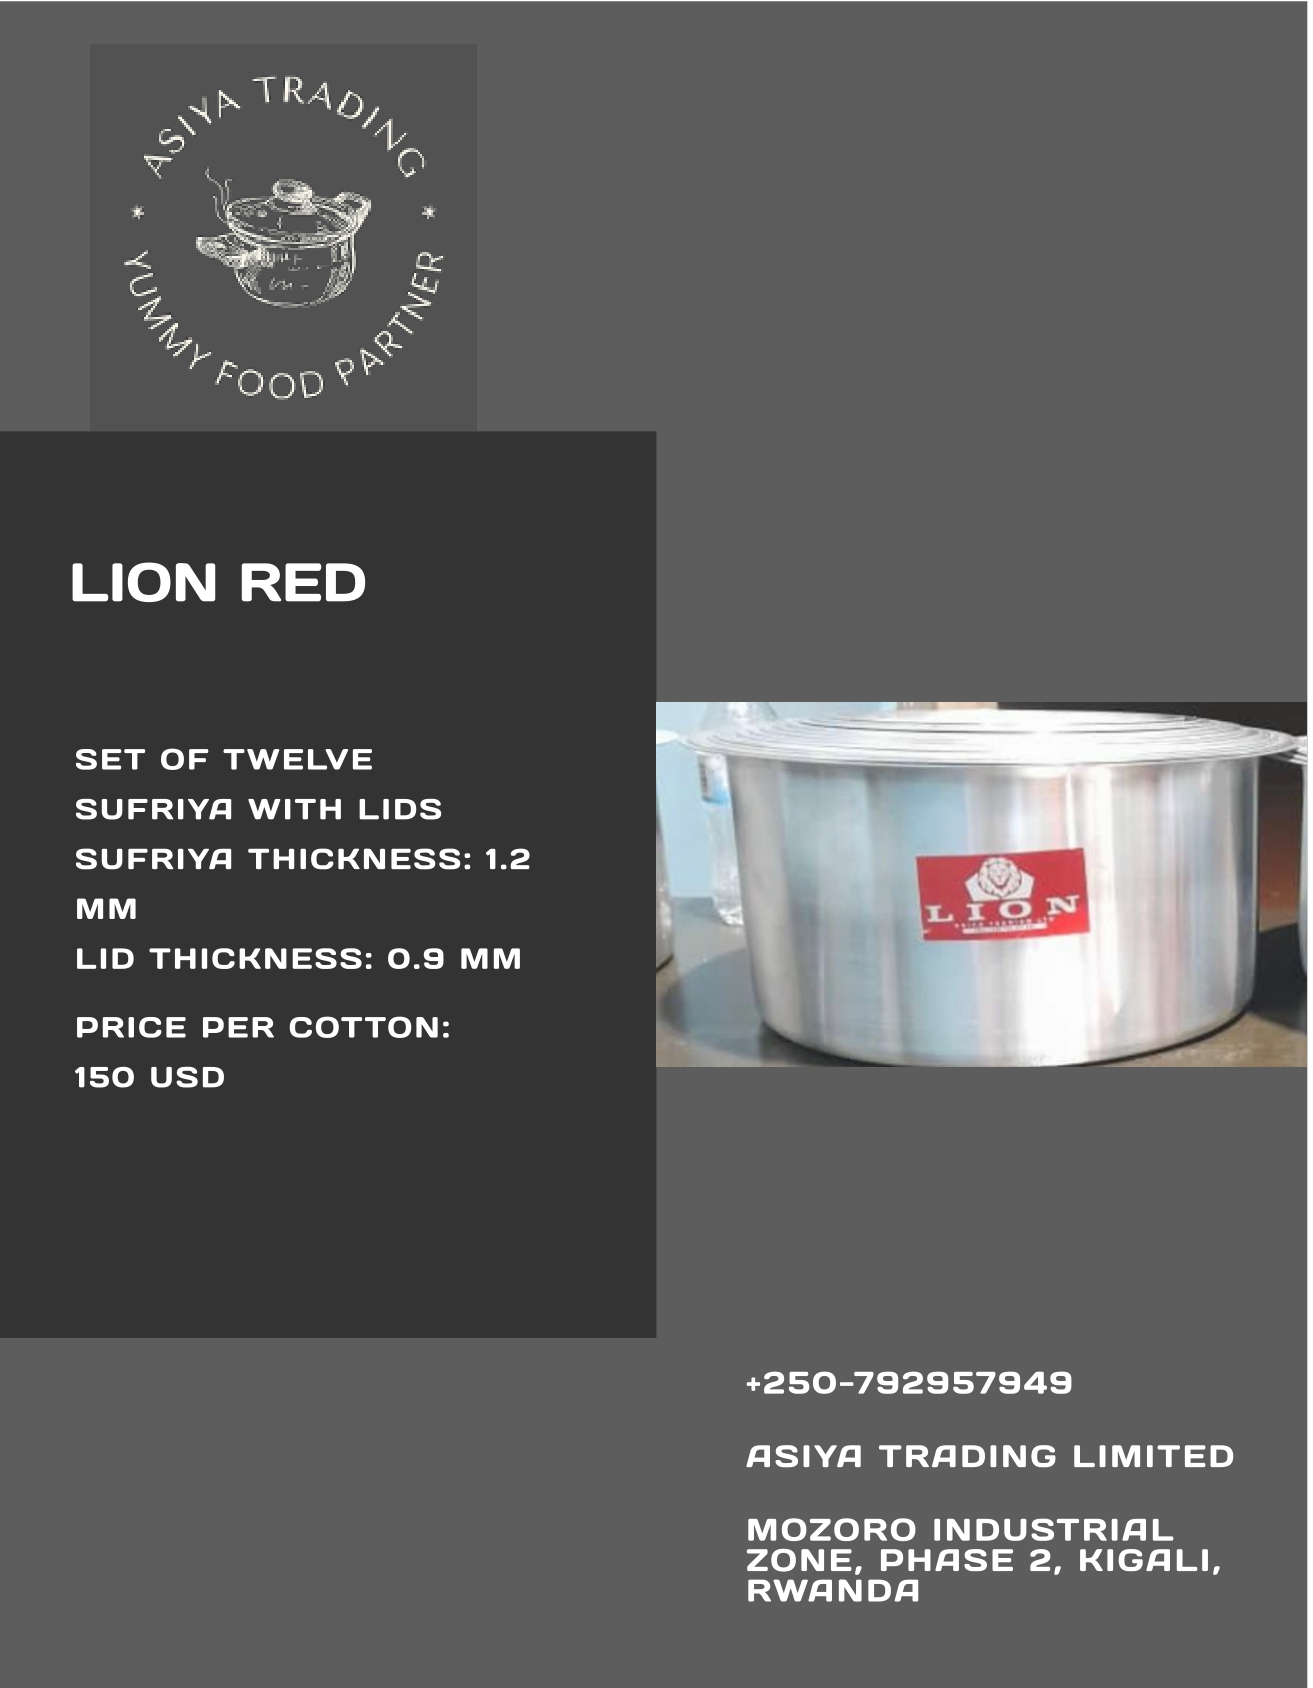 ASIYA TRADING
YUMMY FOOD PARTNER
LION RED
SET OF TWELVE
SUFRIYA WITH LIDS
SUFRIYA THICKNESS: 1.2
MM
LID THICKNESS: 0.9 MM
PRICE PER COTTON:
150 USD
LION
+250-792957949
ASIYA TRADING LIMITED
MOZORO INDUSTRIAL
ZONE, PHASE 2, KIGALI,
RWANDA